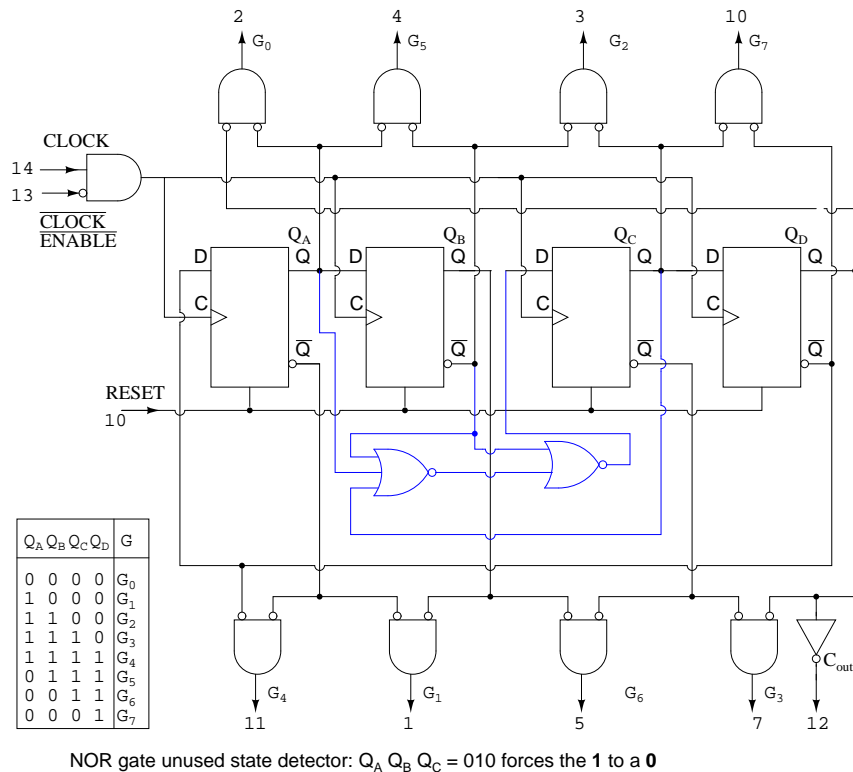 2 4 3 10
G0 G5 G2 G7
CLOCK
14
13
CLOCK
ENABLE
QA QB QC QD
D Q D Q D Q D Q
C C C C
Q Q Q Q
RESET
10
QA QB QC QD G
0 0 0 0 G0
1 0 0 0 G1
1 1 0 0 G2
1 1 1 0 G3
1 1 1 1 G4
0 1 1 1 G5
0 0 1 1 G6
0 0 0 1 G7
Cout
G4 G1 G6 G3
11 1 5 7 12
NOR gate unused state detector: QA QB QC = 010 forces the 1 to a 0